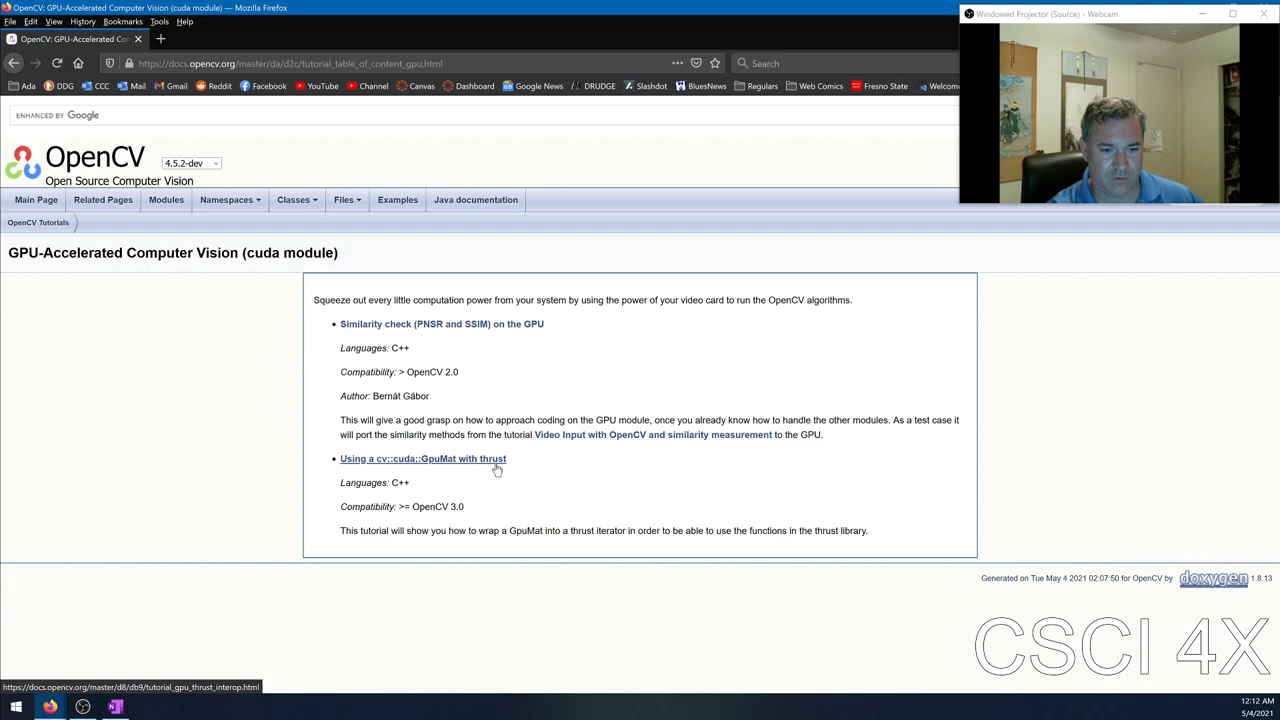 OpenCV: GPU-Accelerated Computer Vision (cuda module) — Mozilla Firefox
Windowed Projector (Source) - Webcam
File Edit View History Bookmarks Tools Help
OpenCV: GPU-Accelerated Con
https://docs.opencv.org/master/da/d2c/tutorial_table_of_content_gpu.html
Search
Ada DDG CCC Mail Gmail Reddit Facebook YouTube Channel Canvas Dashboard Google News DRUDGE Slashdot BluesNews Regulars Web Comics Fresno State Welcome
ENHANCED BY Google
OpenCV 4.5.2-dev
Open Source Computer Vision
Main Page Related Pages Modules Namespaces Classes Files Examples Java documentation
OpenCV Tutorials
GPU-Accelerated Computer Vision (cuda module)
Squeeze out every little computation power from your system by using the power of your video card to run the OpenCV algorithms.
• Similarity check (PNSR and SSIM) on the GPU
Languages: C++
Compatibility: > OpenCV 2.0
Author: Bernát Gábor
This will give a good grasp on how to approach coding on the GPU module, once you already know how to handle the other modules. As a test case it
will port the similarity methods from the tutorial Video Input with OpenCV and similarity measurement to the GPU.
• Using a cv::cuda::GpuMat with thrust
Languages: C++
Compatibility: >= OpenCV 3.0
This tutorial will show you how to wrap a GpuMat into a thrust iterator in order to be able to use the functions in the thrust library.
Generated on Tue May 4 2021 02:07:50 for OpenCV by doxygen 1.8.13
CSCI 4X
https://docs.opencv.org/master/d8/db9/tutorial_gpu_thrust_interop.html
12:12 AM
5/4/2021